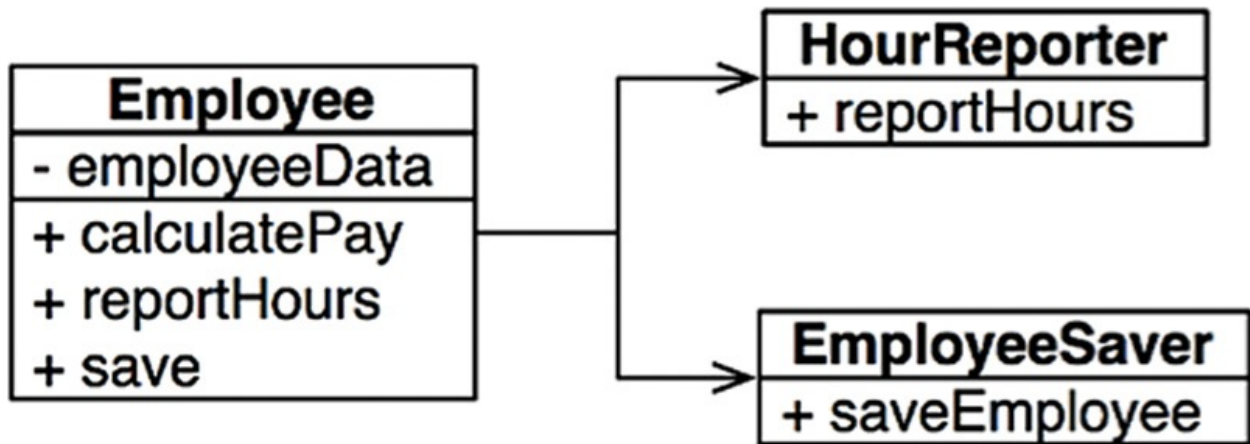 Employee
- employeeData
+ calculatePay
+ reportHours
+ save
HourReporter
+ reportHours
EmployeeSaver
+ saveEmployee